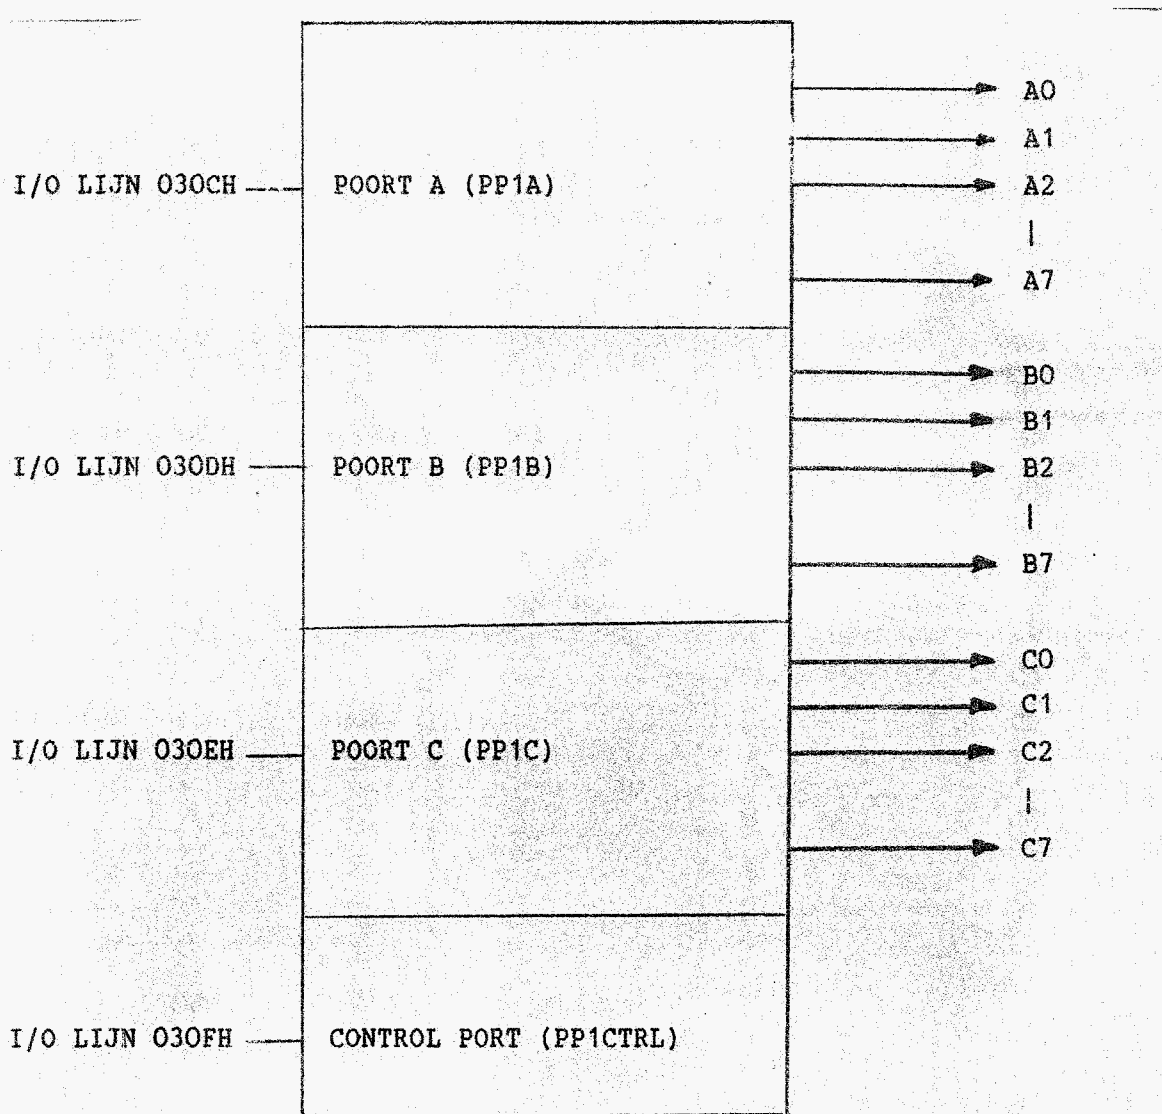 A0
A1
I/O LIJN 030CH POORT A (PP1A) A2
|
A7
B0
B1
I/O LIJN 030DH POORT B (PP1B) B2
|
B7
C0
C1
I/O LIJN 030EH POORT C (PP1C) C2
|
C7
I/O LIJN 030FH CONTROL PORT (PP1CTRL)